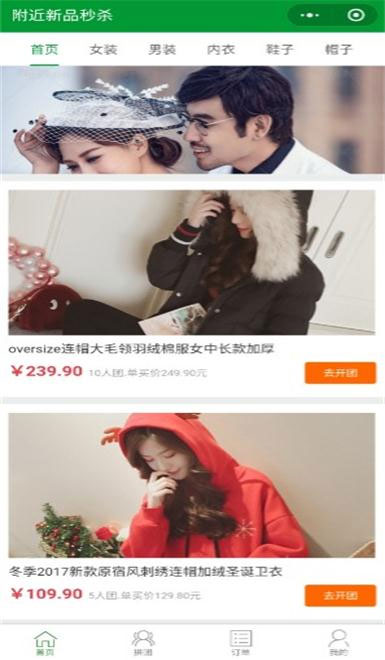 附近新品秒杀
首页 女装 男装 内衣 鞋子 帽子
oversize连帽大毛领羽绒棉服女中长款加厚
￥239.90 10人团.单买价249.90元 去开团
冬季2017新款原宿风刺绣连帽加绒圣诞卫衣
￥109.90 5人团.单买价129.80元 去开团
首页 拼团 订单 我的